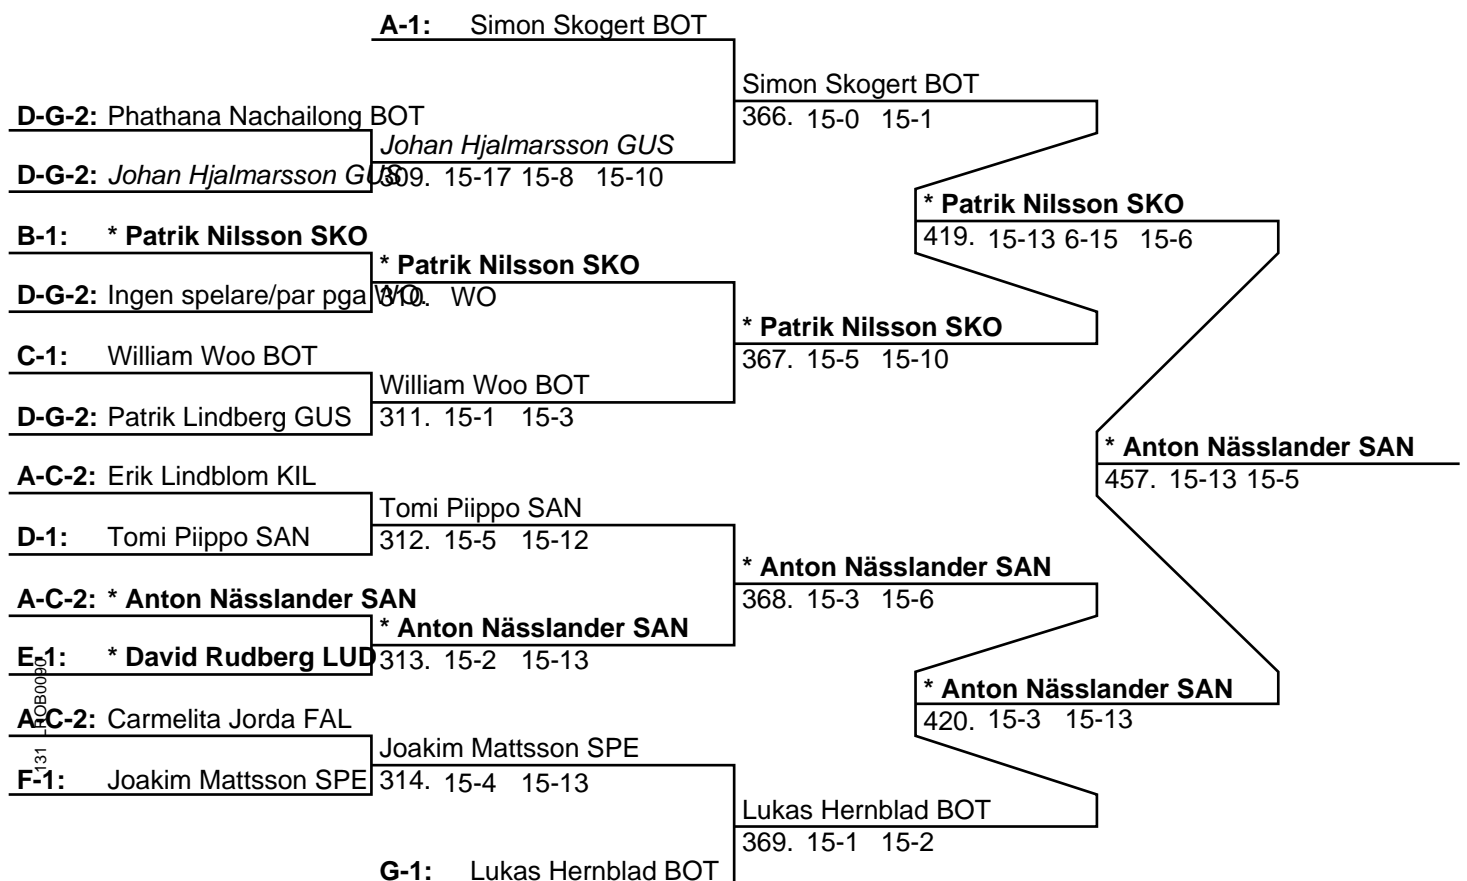 A-1: Simon Skogert BOT
Simon Skogert BOT
366. 15-0 15-1
D-G-2: Phathana Nachailong BOT
Johan Hjalmarsson GUS
309. 15-17 15-8 15-10
D-G-2: Johan Hjalmarsson GUS
B-1: * Patrik Nilsson SKO
* Patrik Nilsson SKO
310. WO
D-G-2: Ingen spelare/par pga WO.
* Patrik Nilsson SKO
419. 15-13 6-15 15-6
* Patrik Nilsson SKO
367. 15-5 15-10
C-1: William Woo BOT
William Woo BOT
311. 15-1 15-3
D-G-2: Patrik Lindberg GUS
* Anton Nässlander SAN
457. 15-13 15-5
A-C-2: Erik Lindblom KIL
Tomi Piippo SAN
312. 15-5 15-12
D-1: Tomi Piippo SAN
* Anton Nässlander SAN
368. 15-3 15-6
A-C-2: * Anton Nässlander SAN
* Anton Nässlander SAN
313. 15-2 15-13
E-1: * David Rudberg LUD
* Anton Nässlander SAN
420. 15-3 15-13
A-C-2: Carmelita Jorda FAL
Joakim Mattsson SPE
314. 15-4 15-13
F-1: Joakim Mattsson SPE
Lukas Hernblad BOT
369. 15-1 15-2
G-1: Lukas Hernblad BOT
131